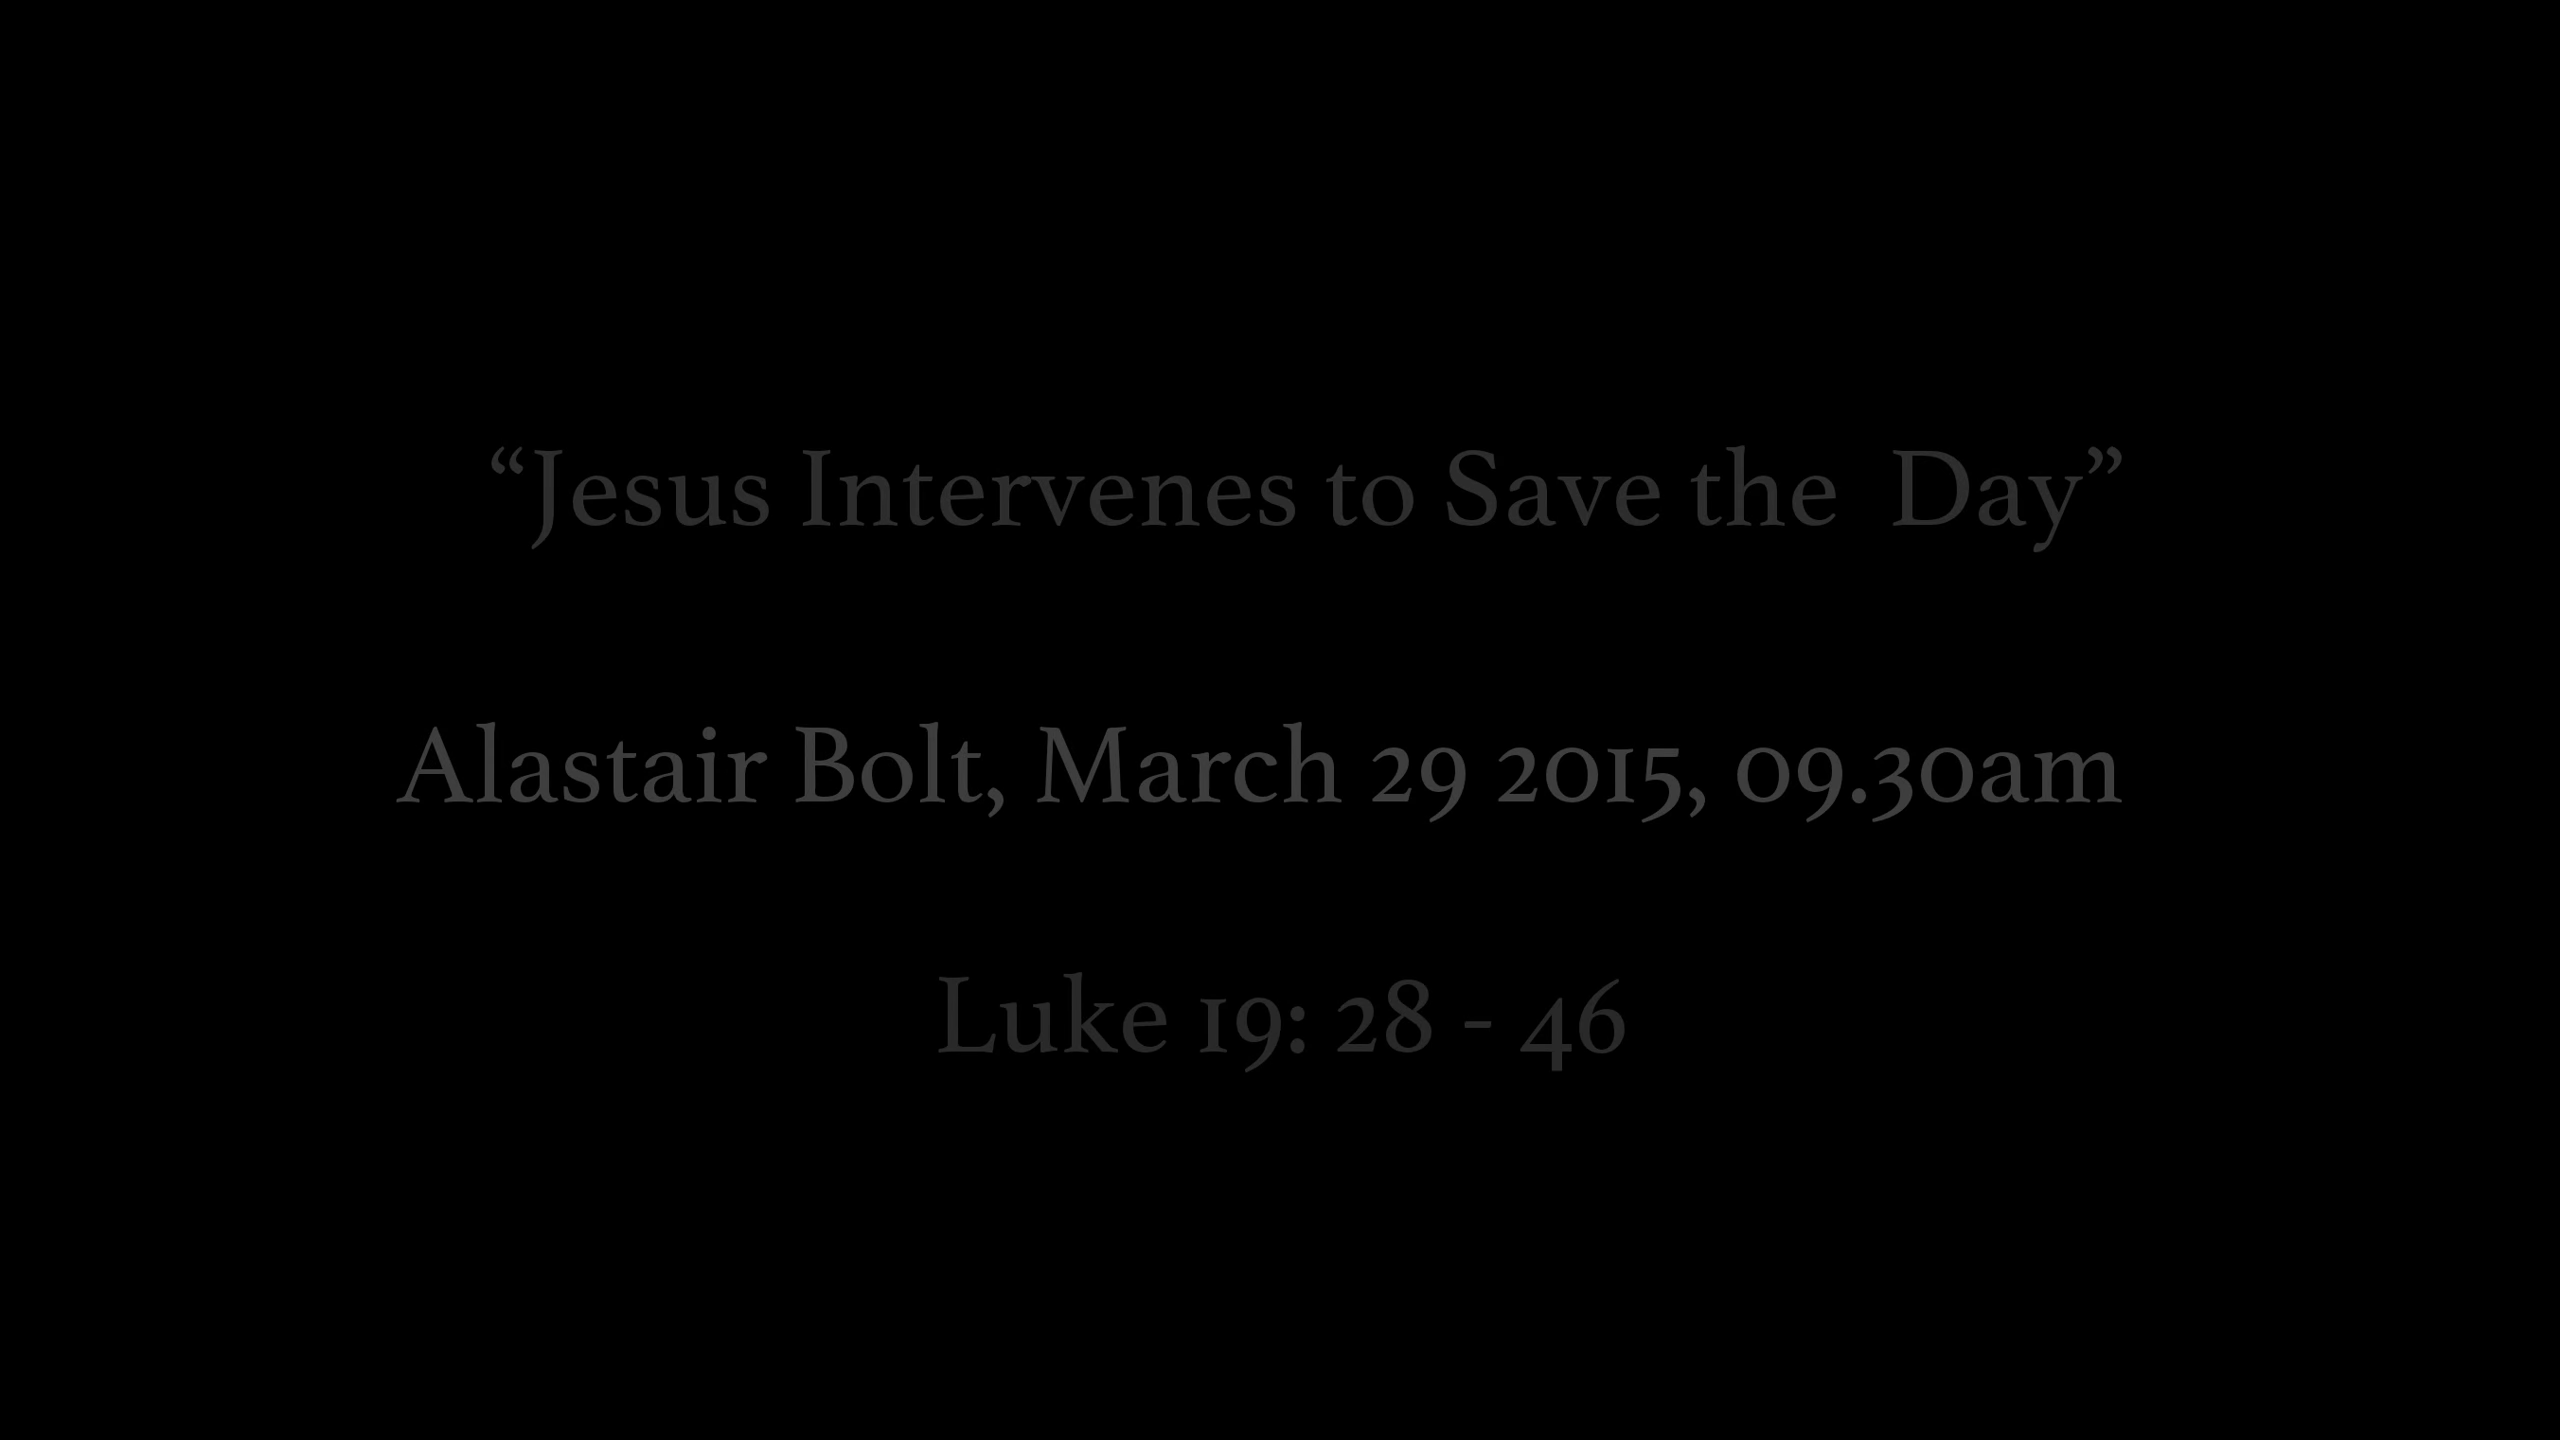 “Jesus Intervenes to Save the  Day”
Alastair Bolt, March 29 2015, 09.30am
Luke 19: 28 - 46